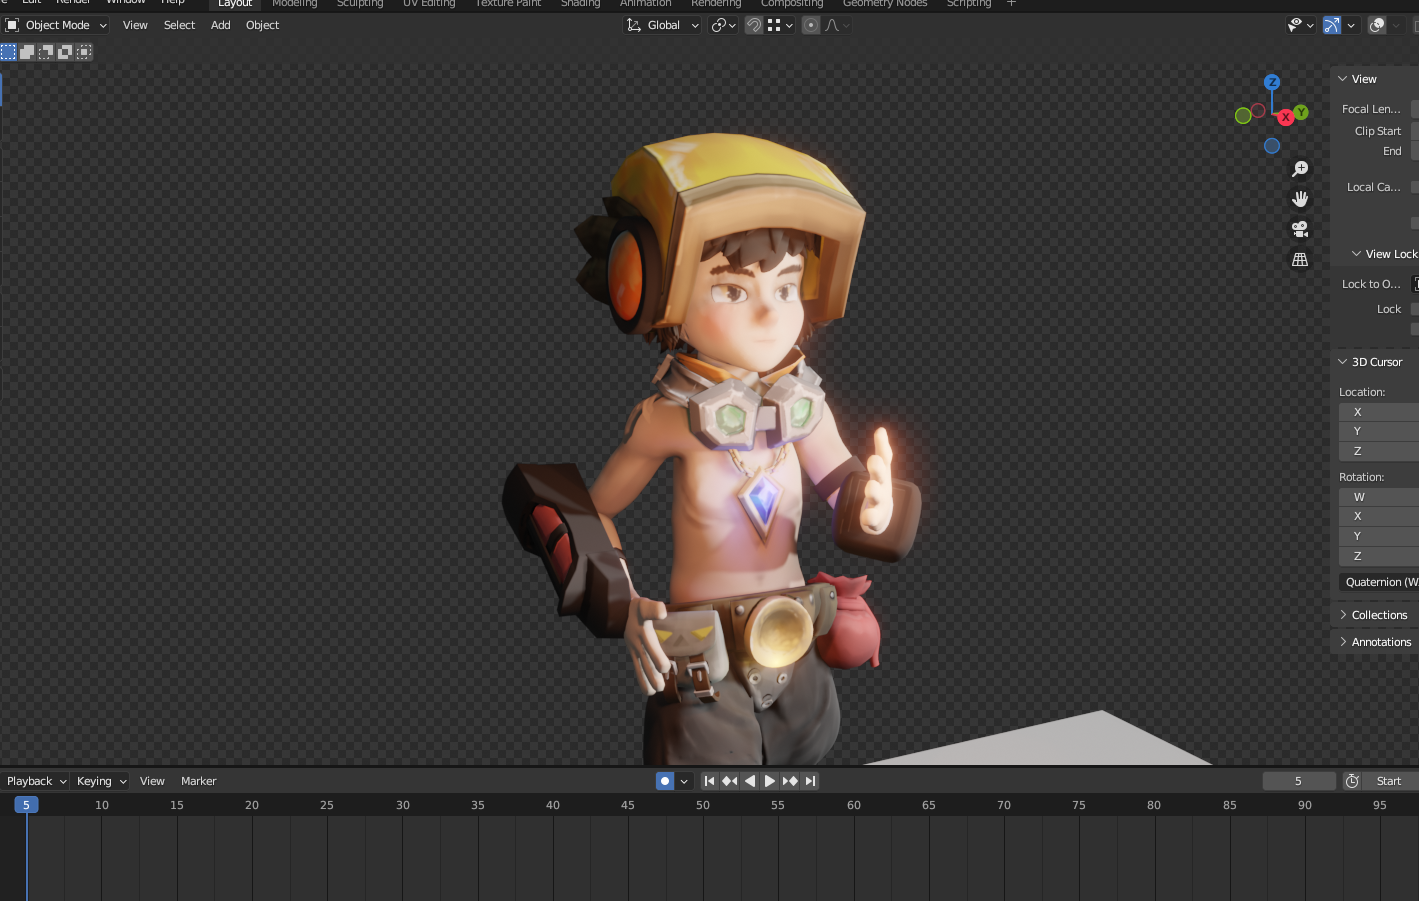 Edit Render Window Help
Layout Modeling Sculpting UV Editing Texture Paint Shading Animation Rendering Compositing Geometry Nodes Scripting +
Object Mode View Select Add Object Global
Z
Y
X
View
Focal Len...
Clip Start
End
Local Ca...
View Lock
Lock to O...
Lock
3D Cursor
Location:
X
Y
Z
Rotation:
W
X
Y
Z
Quaternion (W
Collections
Annotations
Playback Keying View Marker 5 Start
5 10 15 20 25 30 35 40 45 50 55 60 65 70 75 80 85 90 95